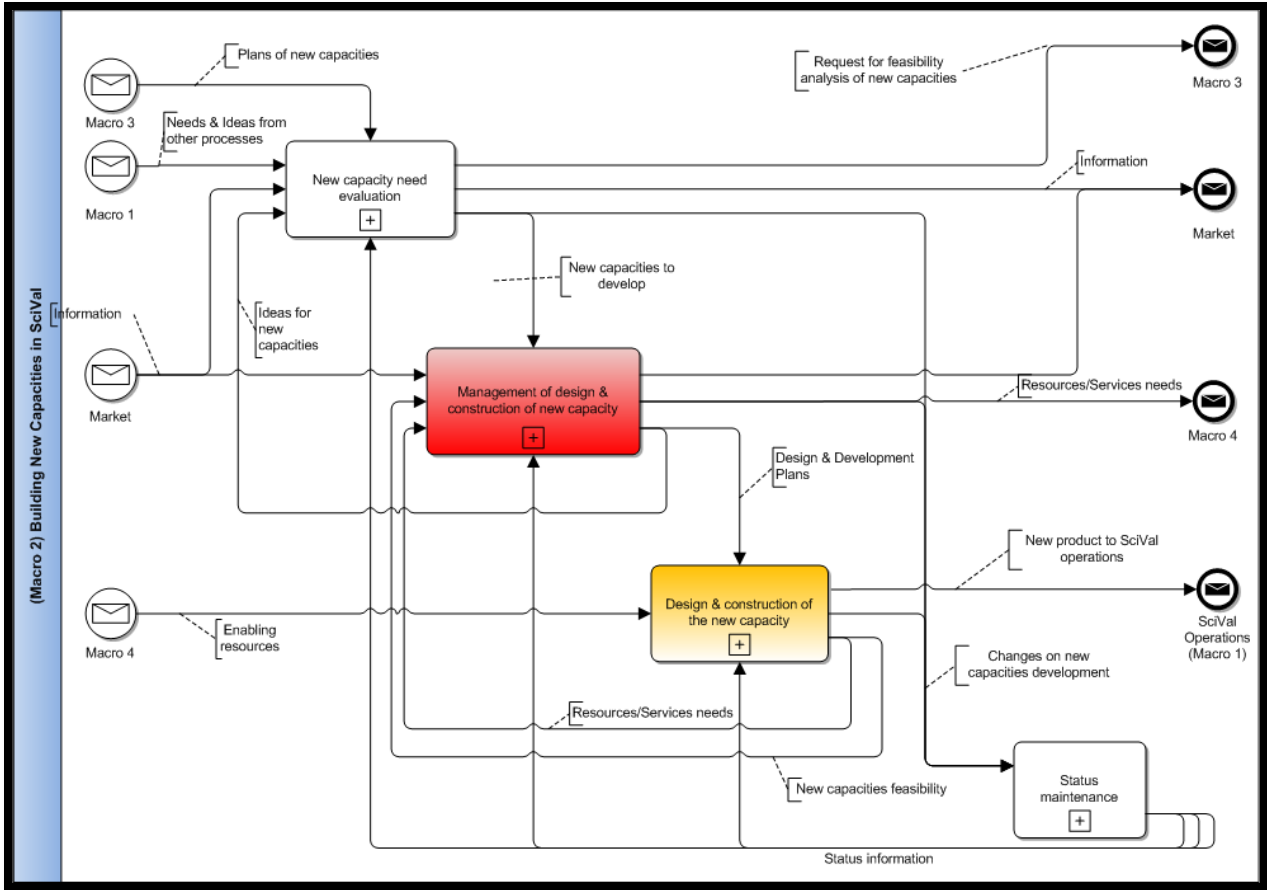 (Macro 2) Building New Capacities in SciVal
Plans of new capacities
Request for feasibility
analysis of new capacities
Macro 3
Macro 3
Needs & Ideas from
other processes
New capacity need
evaluation
Information
Macro 1
Market
New capacities to
develop
Information
Ideas for
new
capacities
Market
Management of design &
construction of new capacity
Resources/Services needs
Macro 4
Design & Development
Plans
New product to SciVal
operations
Design & construction of
the new capacity
Macro 4
Enabling
resources
SciVal
Operations
(Macro 1)
Changes on new
capacities development
Resources/Services needs
New capacities feasibility
Status
maintenance
Status information